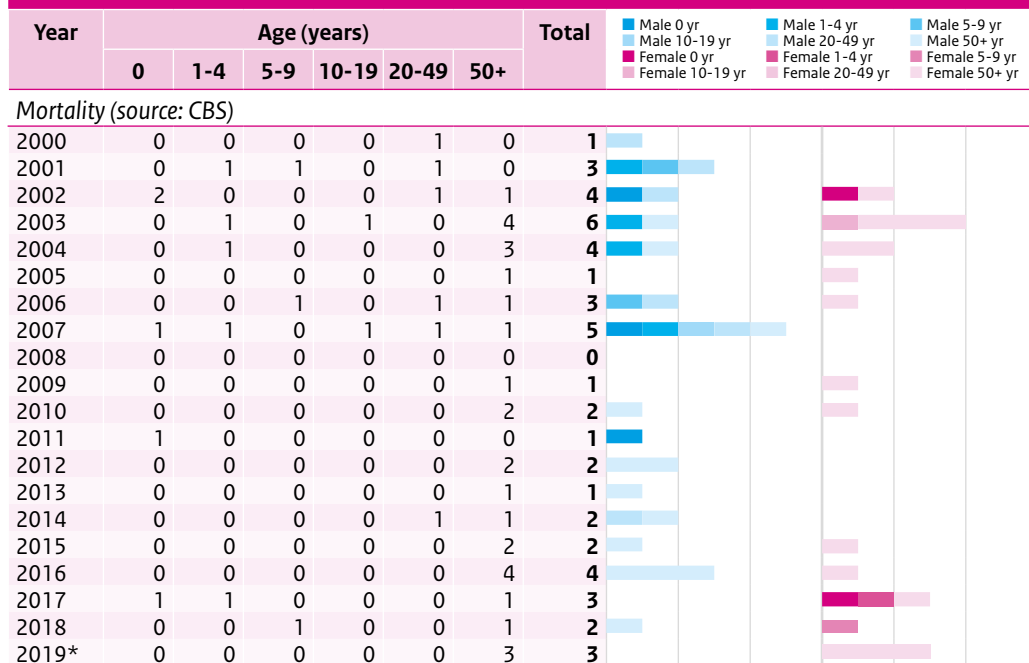 Year Age (years) Total
0 1-4 5-9 10-19 20-49 50+
Male 0 yr Male 1-4 yr Male 5-9 yr
Male 10-19 yr Male 20-49 yr Male 50+ yr
Female 0 yr Female 1-4 yr Female 5-9 yr
Female 10-19 yr Female 20-49 yr Female 50+ yr
Mortality (source: CBS)
2000 0 0 0 0 1 0 1
2001 0 1 1 0 1 0 3
2002 2 0 0 0 1 1 4
2003 0 1 0 1 0 4 6
2004 0 1 0 0 0 3 4
2005 0 0 0 0 0 1 1
2006 0 0 1 0 1 1 3
2007 1 1 0 1 1 1 5
2008 0 0 0 0 0 0 0
2009 0 0 0 0 0 1 1
2010 0 0 0 0 0 2 2
2011 1 0 0 0 0 0 1
2012 0 0 0 0 0 2 2
2013 0 0 0 0 0 1 1
2014 0 0 0 0 1 1 2
2015 0 0 0 0 0 2 2
2016 0 0 0 0 0 4 4
2017 1 1 0 0 0 1 3
2018 0 0 1 0 0 1 2
2019* 0 0 0 0 0 3 3